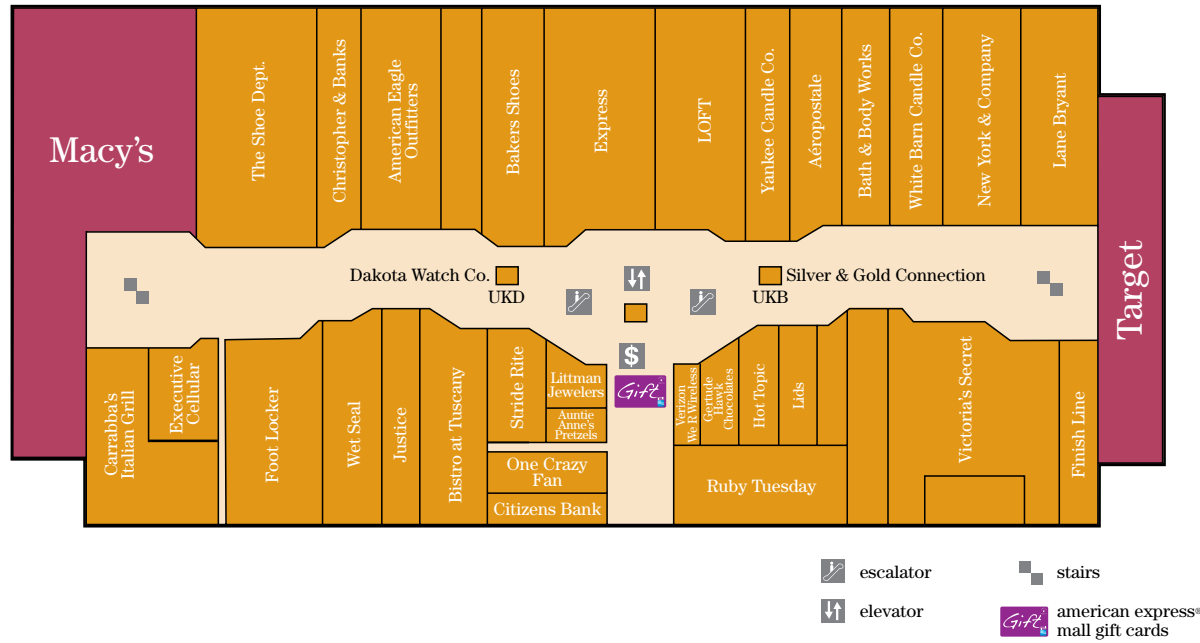 Macy's
The Shoe Dept.
Christopher & Banks
American Eagle
Outfitters
Bakers Shoes
Express
LOFT
Yankee Candle Co.
Aéropostale
Bath & Body Works
White Barn Candle Co.
New York & Company
Lane Bryant
Target
Dakota Watch Co.
UKD
Silver & Gold Connection
UKB
$
Gift
Carrabba's
Italian Grill
Executive
Cellular
Foot Locker
Wet Seal
Justice
Bistro at Tuscany
Stride Rite
Littman
Jewelers
Auntie
Anne's
Pretzels
One Crazy
Fan
Citizens Bank
Verizon
We R Wireless
Gertude
Hawk
Chocolates
Hot Topic
Lids
Ruby Tuesday
Victoria's Secret
Finish Line
escalator
stairs
elevator
Gift
american express®
mall gift cards